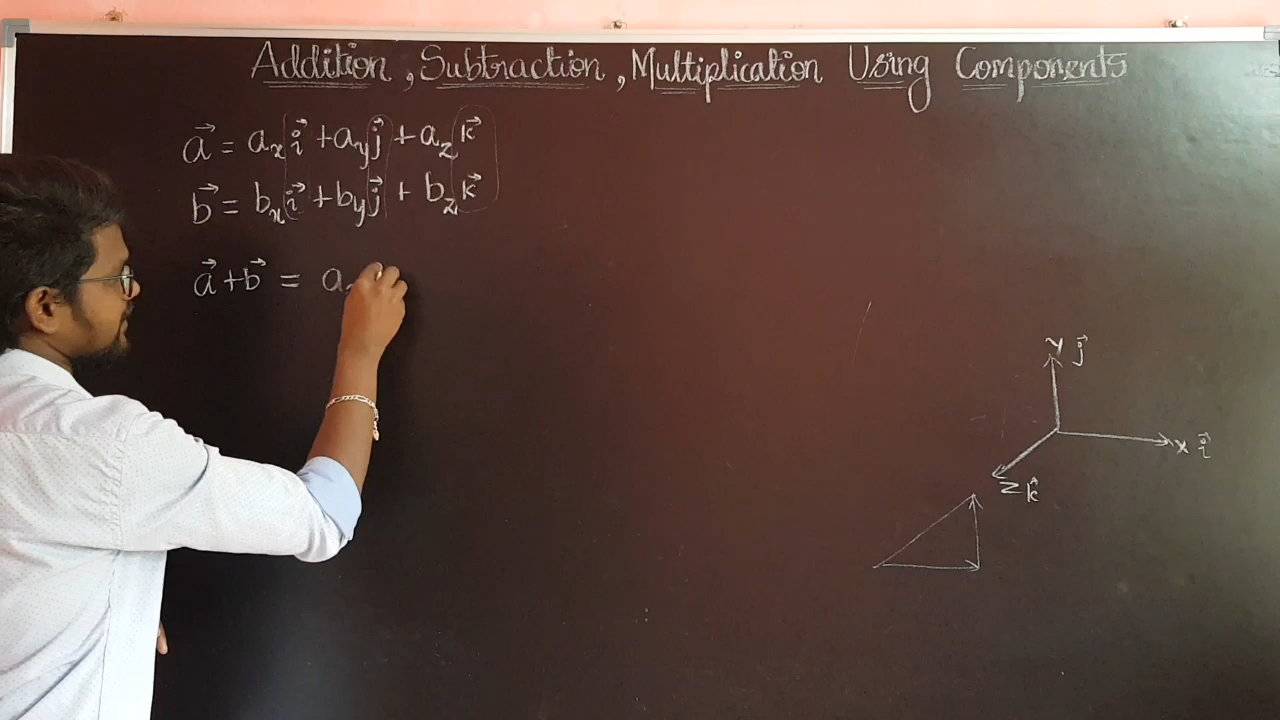 Addition, Subtraction, Multiplication Using Components
a⃗ = aₓ i⃗ + a_y j⃗ + a_z k⃗
b⃗ = bₓ i⃗ + b_y j⃗ + b_z k⃗
a⃗ + b⃗ = a
Y j⃗
X i⃗
Z k⃗